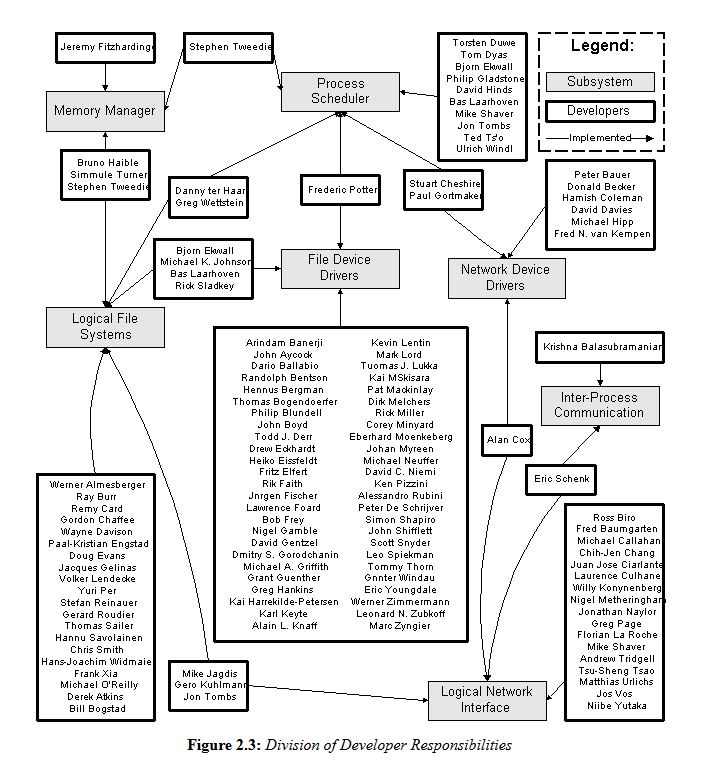 Jeremy Fitzhardinge
Stephen Tweedie
Memory Manager
Process
Scheduler
Torsten Duwe
Tom Dyas
Bjorn Ekwall
Philip Gladstone
David Hinds
Bas Laarhoven
Mike Shaver
Jon Tombs
Ted Ts'o
Ulrich Windl
Legend:
Subsystem
Developers
Implemented
Bruno Haible
Simmule Turner
Stephen Tweedie
Danny ter Haar
Greg Wettstein
Frederic Potter
Stuart Cheshire
Paul Gortmaker
Peter Bauer
Donald Becker
Hamish Coleman
David Davies
Michael Hipp
Fred N. van Kempen
Bjorn Ekwall
Michael K. Johnson
Bas Laarhoven
Rick Sladkey
File Device
Drivers
Network Device
Drivers
Logical File
Systems
Arindam Banerji
John Aycock
Dario Ballabio
Randolph Bentson
Hennus Bergman
Thomas Bogendoerfer
Philip Blundell
John Boyd
Todd J. Derr
Drew Eckhardt
Heiko Eissfeldt
Fritz Elfert
Rik Faith
Jnrgen Fischer
Lawrence Foard
Bob Frey
Nigel Gamble
David Gentzel
Dmitry S. Gorodchanin
Michael A. Griffith
Grant Guenther
Greg Hankins
Kai Harrekilde-Petersen
Karl Keyte
Alain L. Knaff
Kevin Lentin
Mark Lord
Tuomas J. Lukka
Kai MSkisara
Pat Mackinlay
Dirk Melchers
Rick Miller
Corey Minyard
Eberhard Moenkeberg
Johan Myreen
Michael Neuffer
David C. Niemi
Ken Pizzini
Alessandro Rubini
Peter De Schrijver
Simon Shapiro
John Shifflett
Scott Snyder
Leo Spiekman
Tommy Thorn
Gnnter Windau
Eric Youngdale
Werner Zimmermann
Leonard N. Zubkoff
Marc Zyngier
Krishna Balasubramanian
Inter-Process
Communication
Alan Cox
Eric Schenk
Werner Almesberger
Ray Burr
Remy Card
Gordon Chaffee
Wayne Davison
Paal-Kristian Engstad
Doug Evans
Jacques Gelinas
Volker Lendecke
Yuri Per
Stefan Reinauer
Gerard Roudier
Thomas Sailer
Hannu Savolainen
Chris Smith
Hans-Joachim Widmaie
Frank Xia
Michael O'Reilly
Derek Atkins
Bill Bogstad
Ross Biro
Fred Baumgarten
Michael Callahan
Chih-Jen Chang
Juan Jose Ciarlante
Laurence Culhane
Willy Konynenberg
Nigel Metheringham
Jonathan Naylor
Greg Page
Florian La Roche
Mike Shaver
Andrew Tridgell
Tsu-Sheng Tsao
Matthias Urlichs
Jos Vos
Niibe Yutaka
Mike Jagdis
Gero Kuhlmann
Jon Tombs
Logical Network
Interface
Figure 2.3: Division of Developer Responsibilities